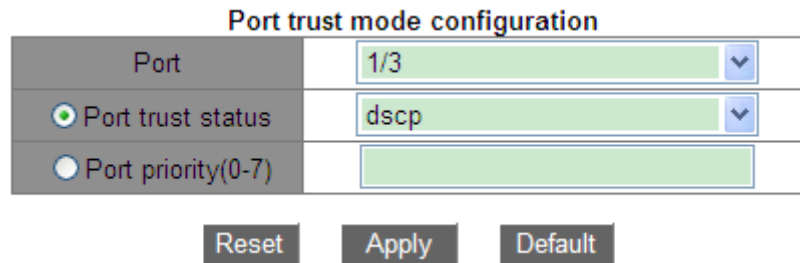 Port trust mode configuration
Port 1/3
Port trust status dscp
Port priority(0-7)
Reset Apply Default